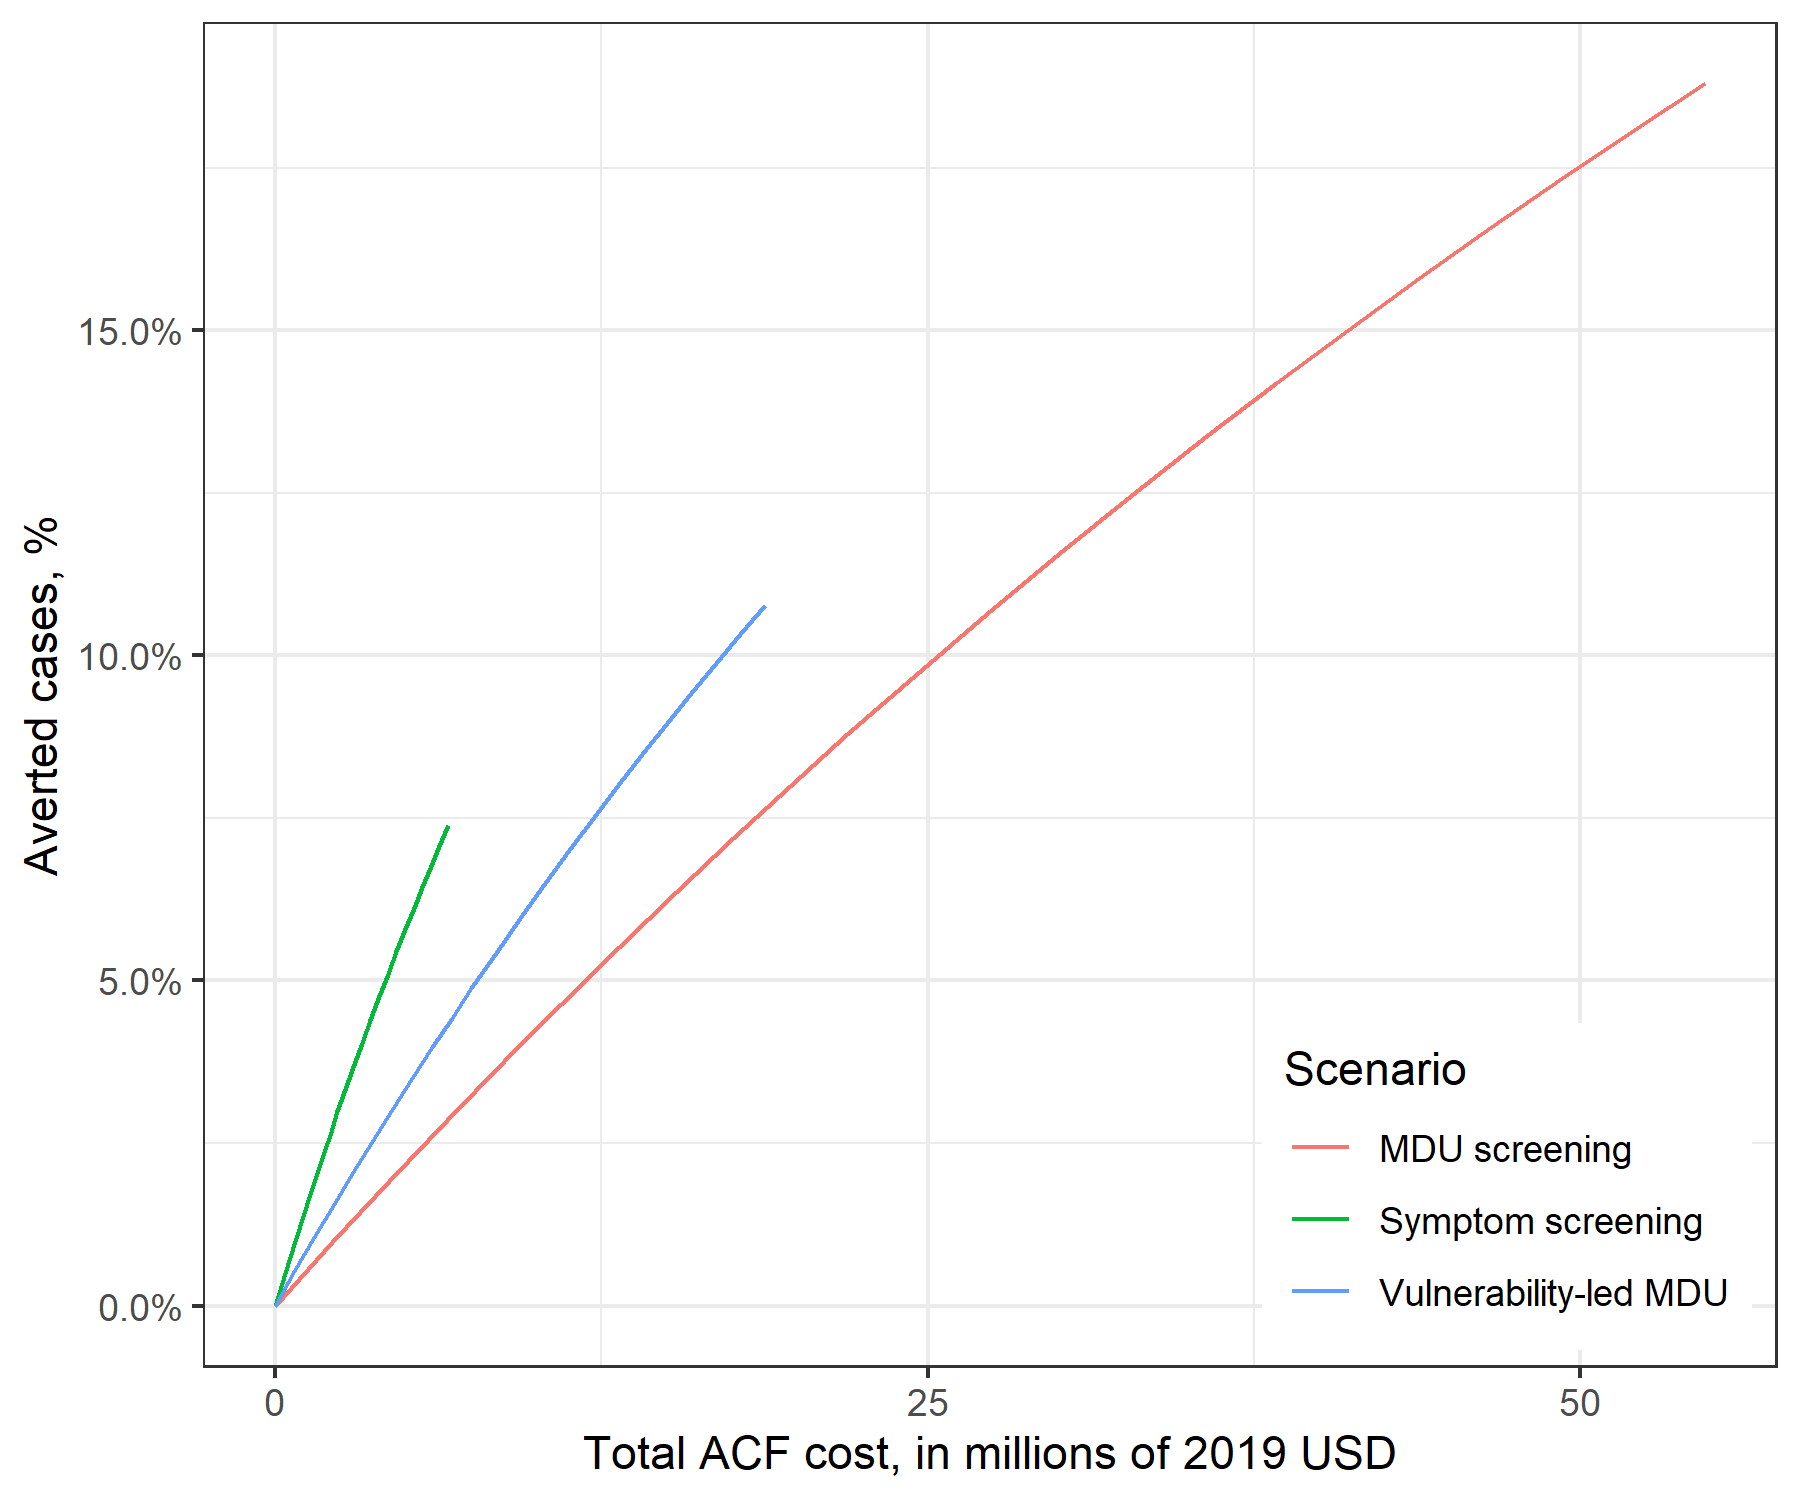 Averted cases, %
15.0%
10.0%
5.0%
0.0%
0
25
50
Total ACF cost, in millions of 2019 USD
Scenario
MDU screening
Symptom screening
Vulnerability-led MDU